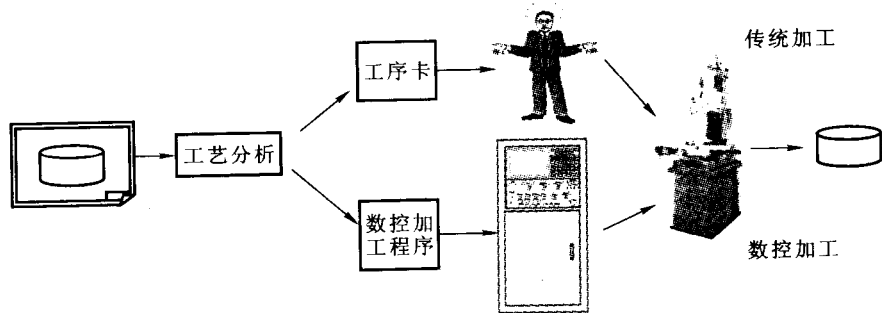 传统加工
工序卡
工艺分析
数控加
工程序
数控加工